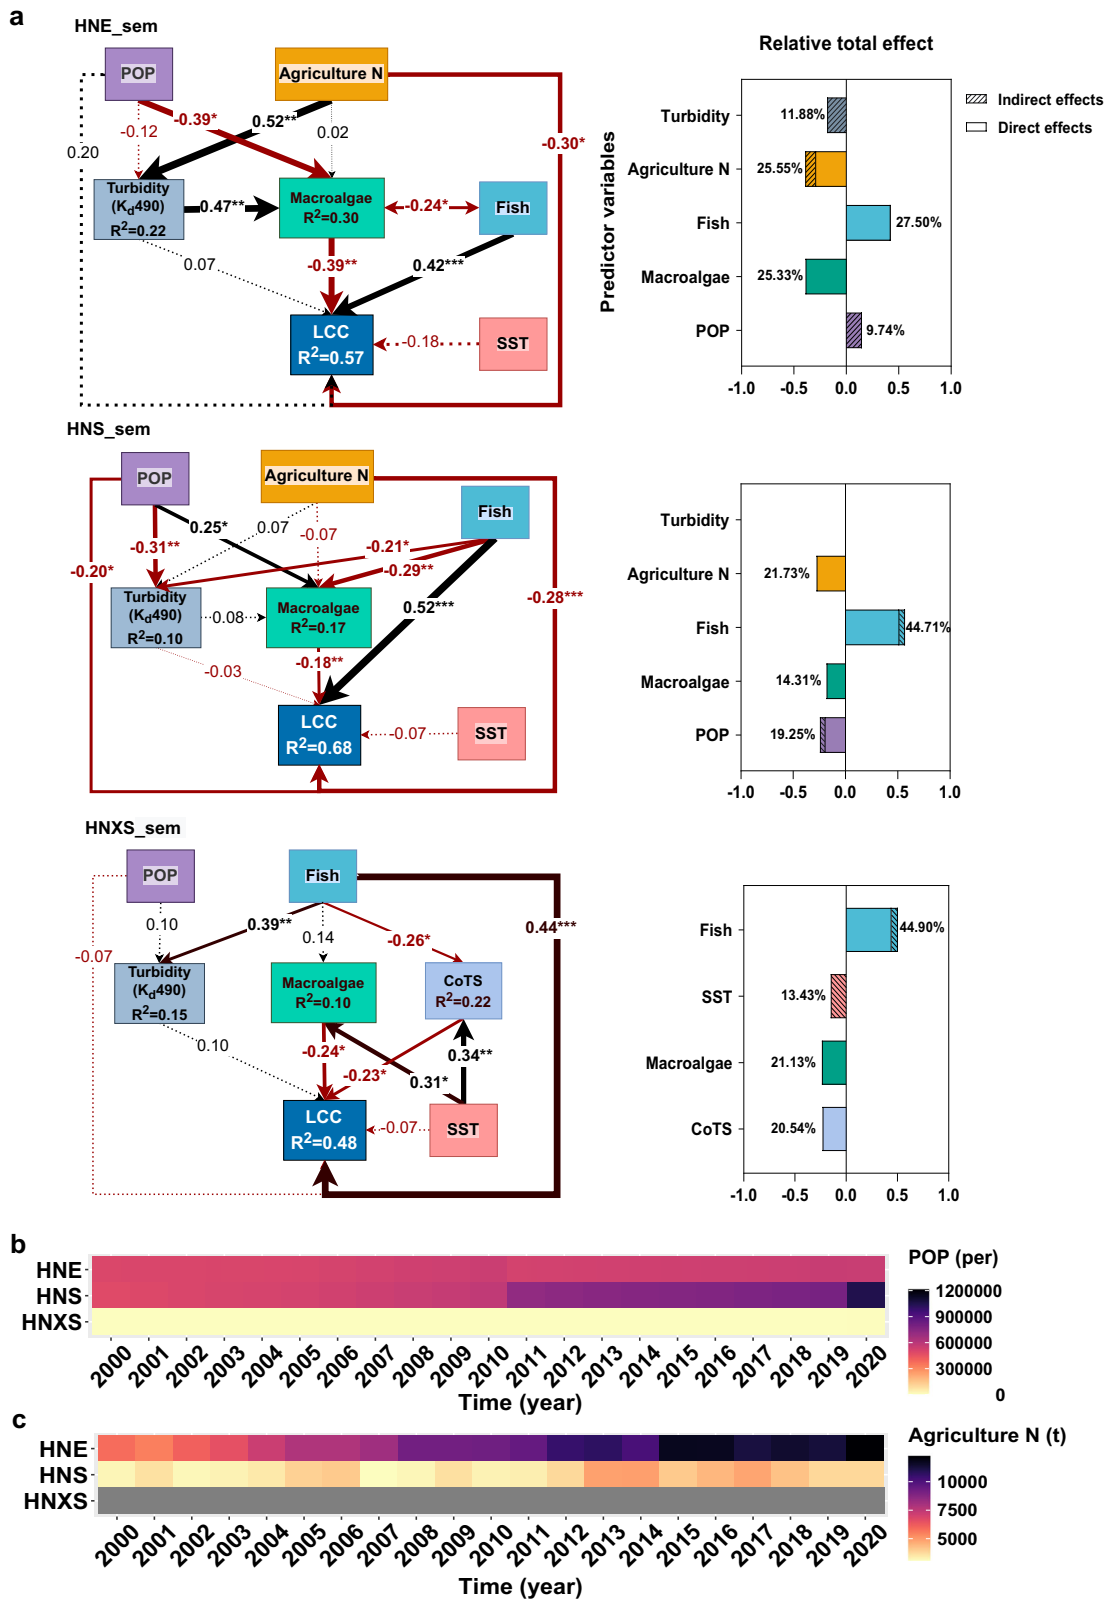 a
HNE_sem
POP
Agriculture N
-0.12
-0.39*
0.52**
0.02
-0.30*
0.20
Turbidity
(Kd490)
R²=0.22
0.47**
Macroalgae
R²=0.30
-0.24*
Fish
0.07
-0.39**
0.42***
LCC
R²=0.57
-0.18
SST
Relative total effect
Predictor variables
Turbidity
11.88%
Agriculture N
25.55%
Fish
27.50%
Macroalgae
25.33%
POP
9.74%
-1.0 -0.5 0.0 0.5 1.0
Indirect effects
Direct effects
HNS_sem
POP
Agriculture N
Fish
0.25*
0.07
-0.07
-0.31**
-0.21*
-0.29**
-0.20*
-0.28***
Turbidity
(Kd490)
R²=0.10
0.08
Macroalgae
R²=0.17
0.52***
-0.03
-0.18**
LCC
R²=0.68
-0.07
SST
Turbidity
Agriculture N
21.73%
Fish
44.71%
Macroalgae
14.31%
POP
19.25%
-1.0 -0.5 0.0 0.5 1.0
HNXS_sem
POP
Fish
0.10
0.39**
0.14
-0.26*
0.44***
-0.07
Turbidity
(Kd490)
R²=0.15
Macroalgae
R²=0.10
CoTS
R²=0.22
0.10
-0.24*
-0.23*
0.31*
0.34**
LCC
R²=0.48
-0.07
SST
Fish
44.90%
SST
13.43%
Macroalgae
21.13%
CoTS
20.54%
-1.0 -0.5 0.0 0.5 1.0
b
HNE
HNS
HNXS
2000 2001 2002 2003 2004 2005 2006 2007 2008 2009 2010 2011 2012 2013 2014 2015 2016 2017 2018 2019 2020
Time (year)
POP (per)
1200000
900000
600000
300000
0
c
HNE
HNS
HNXS
2000 2001 2002 2003 2004 2005 2006 2007 2008 2009 2010 2011 2012 2013 2014 2015 2016 2017 2018 2019 2020
Time (year)
Agriculture N (t)
10000
7500
5000